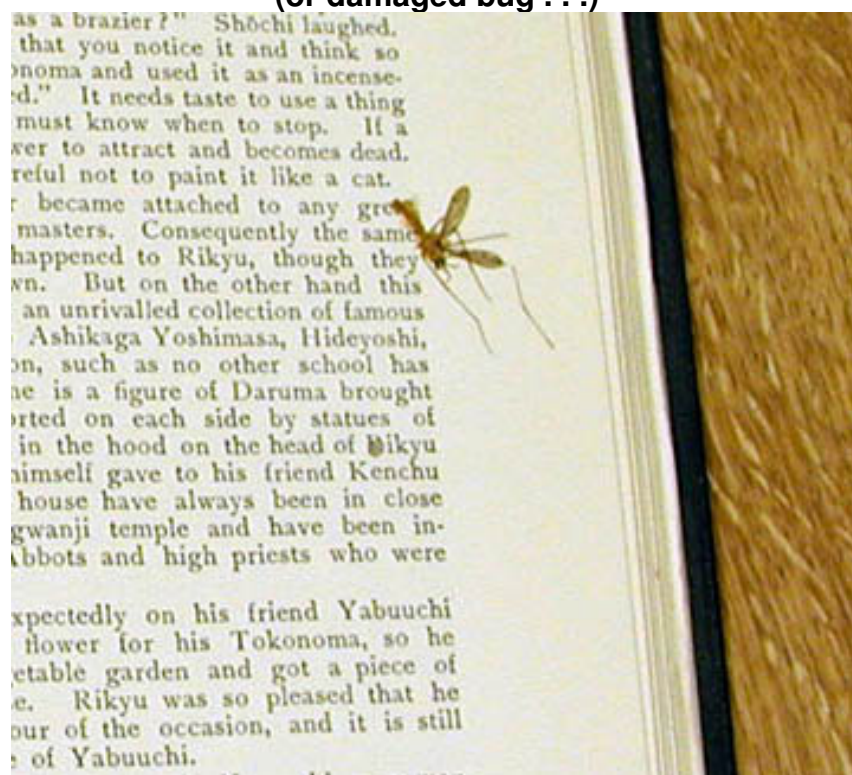 (or damaged bug . . .)
as a brazier?" Shōchi laughed.
that you notice it and think so
onoma and used it as an incense-
d." It needs taste to use a thing
must know when to stop. If a
wer to attract and becomes dead.
reful not to paint it like a cat.
r became attached to any
masters. Consequently the same
happened to Rikyu, though they
wn. But on the other hand this
an unrivalled collection of famous
Ashikaga Yoshimasa, Hideyoshi,
on, such as no other school has
ne is a figure of Daruma brought
orted on each side by statues of
in the hood on the head of Rikyu
himself gave to his friend Kenchu
house have always been in close
gwanji temple and have been in-
Abbots and high priests who were
xpectedly on his friend Yabuuchi
flower for his Tokonoma, so he
etable garden and got a piece of
e. Rikyu was so pleased that he
our of the occasion, and it is still
e of Yabuuchi.